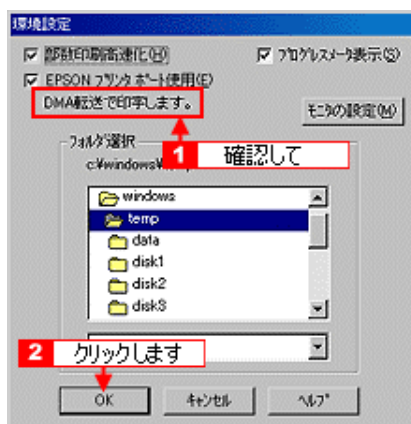 環境設定
部数印刷高速化(H)
ﾌﾟﾛｸﾞﾚｽﾒｰﾀ表示(S)
EPSON ﾌﾟﾘﾝﾀ ﾎﾟｰﾄ使用(E)
DMA転送で印字します。
ﾓﾆﾀの設定(M)
ﾌｫﾙﾀﾞ選択
1 確認して
c:¥windows¥
windows
temp
data
disk1
disk2
disk3
2 クリックします
OK
ｷｬﾝｾﾙ
ﾍﾙﾌﾟ